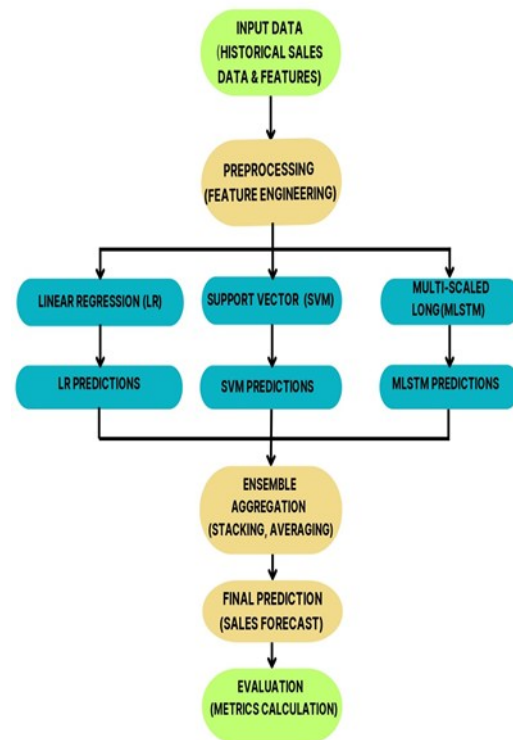 INPUT DATA
(HISTORICAL SALES
DATA & FEATURES)
PREPROCESSING
(FEATURE ENGINEERING)
LINEAR REGRESSION (LR)
SUPPORT VECTOR (SVM)
MULTI-SCALED
LONG(MLSTM)
LR PREDICTIONS
SVM PREDICTIONS
MLSTM PREDICTIONS
ENSEMBLE
AGGREGATION
(STACKING, AVERAGING)
FINAL PREDICTION
(SALES FORECAST)
EVALUATION
(METRICS CALCULATION)